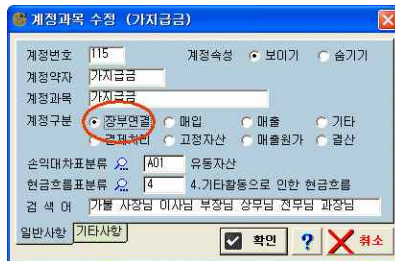 계정과목 수정 (가지급금)
계정번호 115 계정속성 보이기 숨기기
계정약자 가지급금
계정과목 가지급금
계정구분 장부연결 매입 매출 기타
결제처리 고정자산 매출원가 결산
손익대차표분류 A01 유동자산
현금흐름표분류 4 4.기타활동으로 인한 현금흐름
검 색 어 가불 사장님 이사님 부장님 상무님 전무님 과장님
일반사항 기타사항 확인 ? 취소